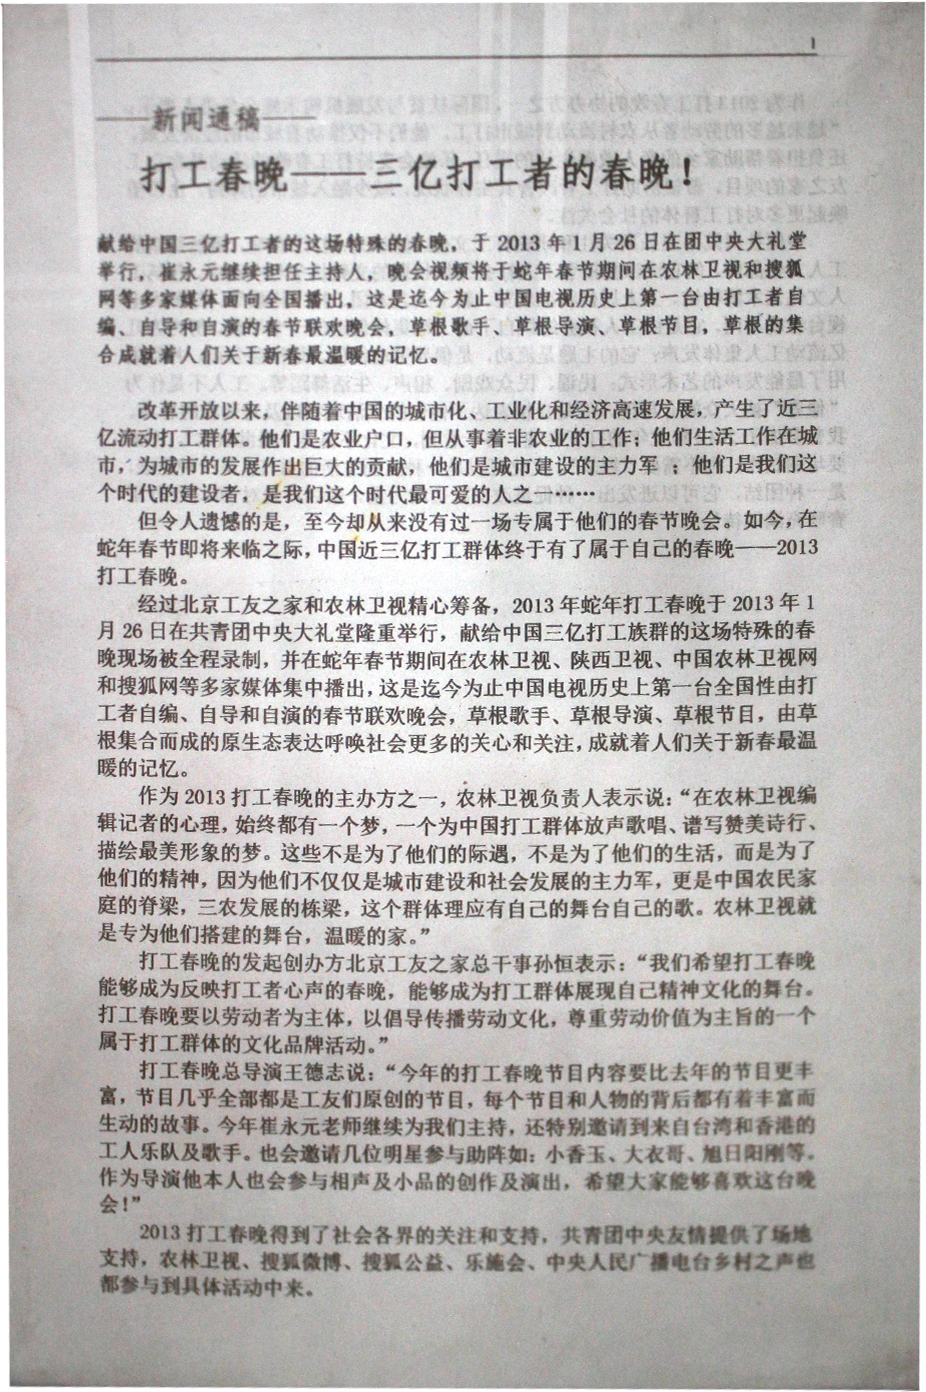 1
——新闻通稿——
打工春晚——三亿打工者的春晚！
献给中国三亿打工者的这场特殊的春晚，于 2013 年 1 月 26 日在团中央大礼堂
举行，崔永元继续担任主持人，晚会视频将于蛇年春节期间在农林卫视和搜狐
网等多家媒体面向全国播出，这是迄今为止中国电视历史上第一台由打工者自
编、自导和自演的春节联欢晚会，草根歌手、草根导演、草根节目，草根的集
合成就着人们关于新春最温暖的记忆。
改革开放以来，伴随着中国的城市化、工业化和经济高速发展，产生了近三
亿流动打工群体。他们是农业户口，但从事着非农业的工作；他们生活工作在城
市，为城市的发展作出巨大的贡献，他们是城市建设的主力军 ；他们是我们这
个时代的建设者，是我们这个时代最可爱的人之一……
但令人遗憾的是，至今却从来没有过一场专属于他们的春节晚会。如今，在
蛇年春节即将来临之际，中国近三亿打工群体终于有了属于自己的春晚——2013
打工春晚。
经过北京工友之家和农林卫视精心筹备，2013 年蛇年打工春晚于 2013 年 1
月 26 日在共青团中央大礼堂隆重举行，献给中国三亿打工族群的这场特殊的春
晚现场被全程录制，并在蛇年春节期间在农林卫视、陕西卫视、中国农林卫视网
和搜狐网等多家媒体集中播出，这是迄今为止中国电视历史上第一台全国性由打
工者自编、自导和自演的春节联欢晚会，草根歌手、草根导演、草根节目，由草
根集合而成的原生态表达呼唤社会更多的关心和关注，成就着人们关于新春最温
暖的记忆。
作为 2013 打工春晚的主办方之一，农林卫视负责人表示说：“在农林卫视编
辑记者的心理，始终都有一个梦，一个为中国打工群体放声歌唱、谱写赞美诗行、
描绘最美形象的梦。这些不是为了他们的际遇，不是为了他们的生活，而是为了
他们的精神，因为他们不仅仅是城市建设和社会发展的主力军，更是中国农民家
庭的脊梁，三农发展的栋梁，这个群体理应有自己的舞台自己的歌。农林卫视就
是专为他们搭建的舞台，温暖的家。”
打工春晚的发起创办方北京工友之家总干事孙恒表示：“我们希望打工春晚
能够成为反映打工者心声的春晚，能够成为打工群体展现自己精神文化的舞台。
打工春晚要以劳动者为主体，以倡导传播劳动文化，尊重劳动价值为主旨的一个
属于打工群体的文化品牌活动。”
打工春晚总导演王德志说：“今年的打工春晚节目内容要比去年的节目更丰
富，节目几乎全部都是工友们原创的节目，每个节目和人物的背后都有着丰富而
生动的故事。今年崔永元老师继续为我们主持，还特别邀请到来自台湾和香港的
工人乐队及歌手。也会邀请几位明星参与助阵如：小香玉、大衣哥、旭日阳刚等。
作为导演他本人也会参与相声及小品的创作及演出，希望大家能够喜欢这台晚
会！”
2013 打工春晚得到了社会各界的关注和支持，共青团中央友情提供了场地
支持，农林卫视、搜狐微博、搜狐公益、乐施会、中央人民广播电台乡村之声也
都参与到具体活动中来。